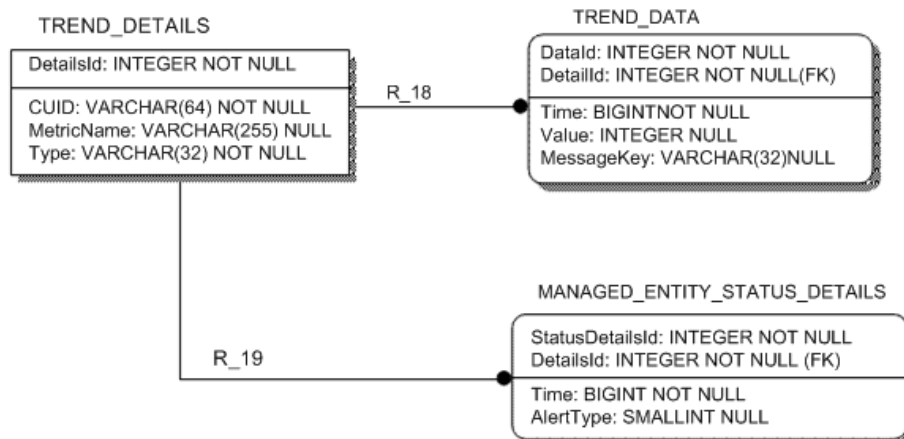 TREND_DETAILS
DetailsId: INTEGER NOT NULL
CUID: VARCHAR(64) NOT NULL
MetricName: VARCHAR(255) NULL
Type: VARCHAR(32) NOT NULL
R_18
TREND_DATA
DataId: INTEGER NOT NULL
DetailId: INTEGER NOT NULL(FK)
Time: BIGINTNOT NULL
Value: INTEGER NULL
MessageKey: VARCHAR(32)NULL
R_19
MANAGED_ENTITY_STATUS_DETAILS
StatusDetailsId: INTEGER NOT NULL
DetailsId: INTEGER NOT NULL (FK)
Time: BIGINT NOT NULL
AlertType: SMALLINT NULL